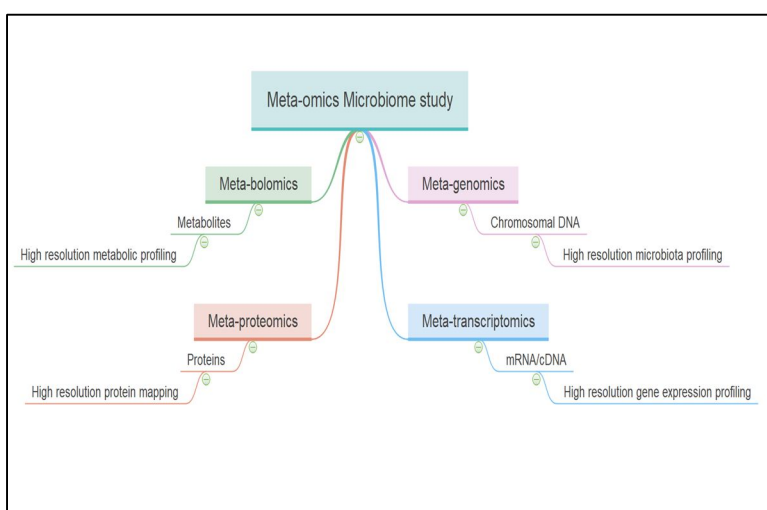 Meta-omics Microbiome study
Meta-bolomics
Metabolites
High resolution metabolic profiling
Meta-genomics
Chromosomal DNA
High resolution microbiota profiling
Meta-proteomics
Proteins
High resolution protein mapping
Meta-transcriptomics
mRNA/cDNA
High resolution gene expression profiling